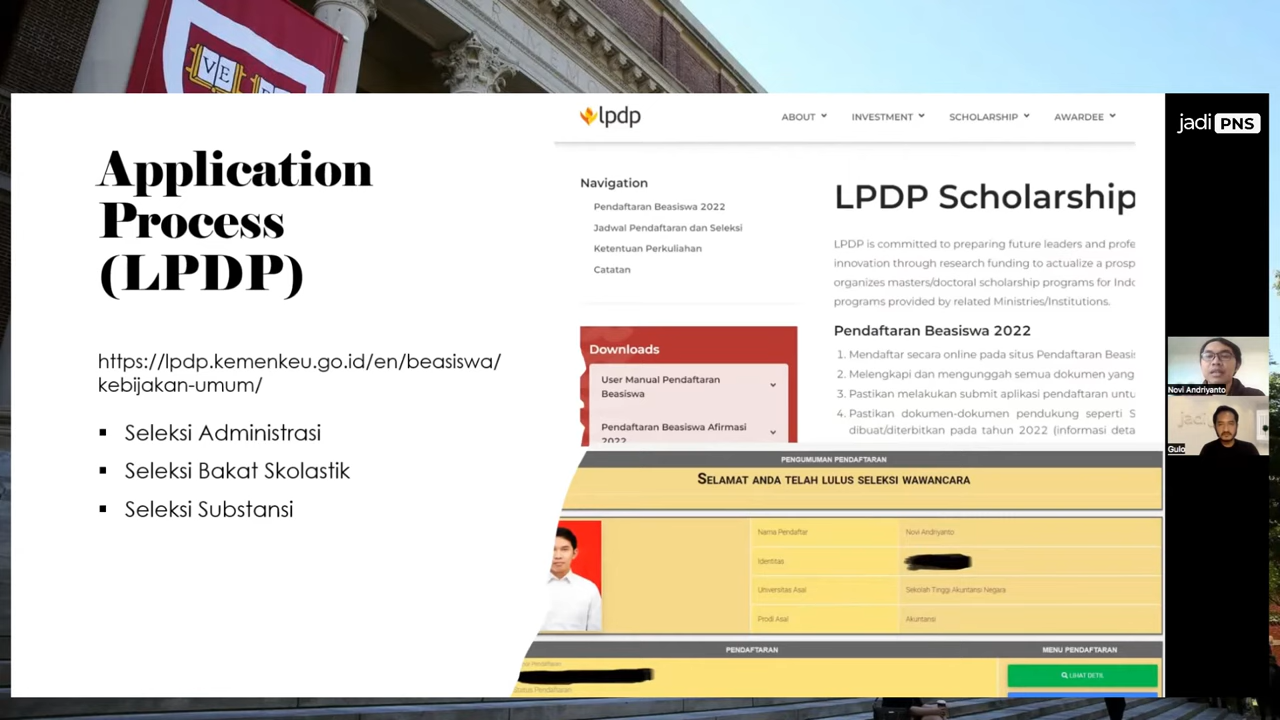 VE
Application
Process
(LPDP)
https://lpdp.kemenkeu.go.id/en/beasiswa/
kebijakan-umum/
▪ Seleksi Administrasi
▪ Seleksi Bakat Skolastik
▪ Seleksi Substansi
lpdp
ABOUT INVESTMENT SCHOLARSHIP AWARDEE
Navigation
Pendaftaran Beasiswa 2022
Jadwal Pendaftaran dan Seleksi
Ketentuan Perkuliahan
Catatan
Downloads
User Manual Pendaftaran
Beasiswa
Pendaftaran Beasiswa Afirmasi
2022
LPDP Scholarship
LPDP is committed to preparing future leaders and profe
innovation through research funding to actualize a prosp
organizes masters/doctoral scholarship programs for Indo
programs provided by related Ministries/Institutions.
Pendaftaran Beasiswa 2022
1. Mendaftar secara online pada situs Pendaftaran Beasis
2. Melengkapi dan mengunggah semua dokumen yang
3. Pastikan melakukan submit aplikasi pendaftaran untu
4. Pastikan dokumen-dokumen pendukung seperti S
dibuat/diterbitkan pada tahun 2022 (informasi deta
PENGUMUMAN PENDAFTARAN
SELAMAT ANDA TELAH LULUS SELEKSI WAWANCARA
Nama Pendaftar Novi Andriyanto
Identitas
Universitas Asal Sekolah Tinggi Akuntansi Negara
Prodi Asal Akuntansi
PENDAFTARAN MENU PENDAFTARAN
Pendaftaran
Status Pendaftaran
LIHAT DETIL
jadi PNS
Novi Andriyanto
Gulo